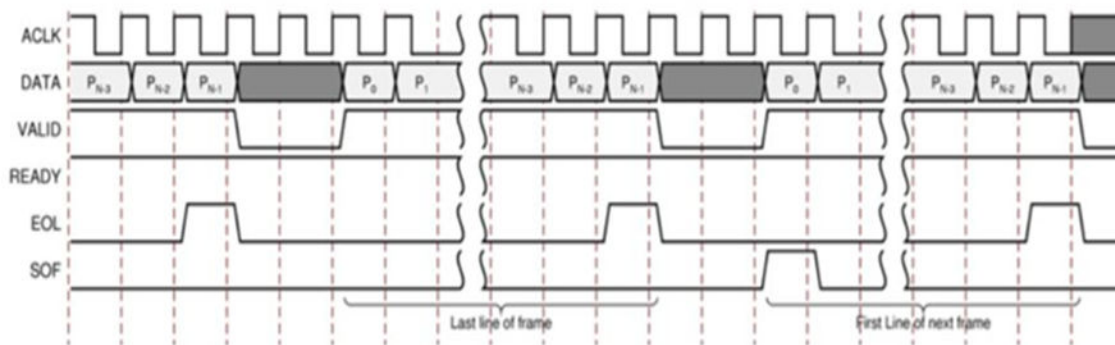 ACLK
DATA P_N-3 P_N-2 P_N-1 P_0 P_1 P_N-3 P_N-2 P_N-1 P_0 P_1 P_N-3 P_N-2 P_N-1
VALID
READY
EOL
SOF
Last line of frame First Line of next frame